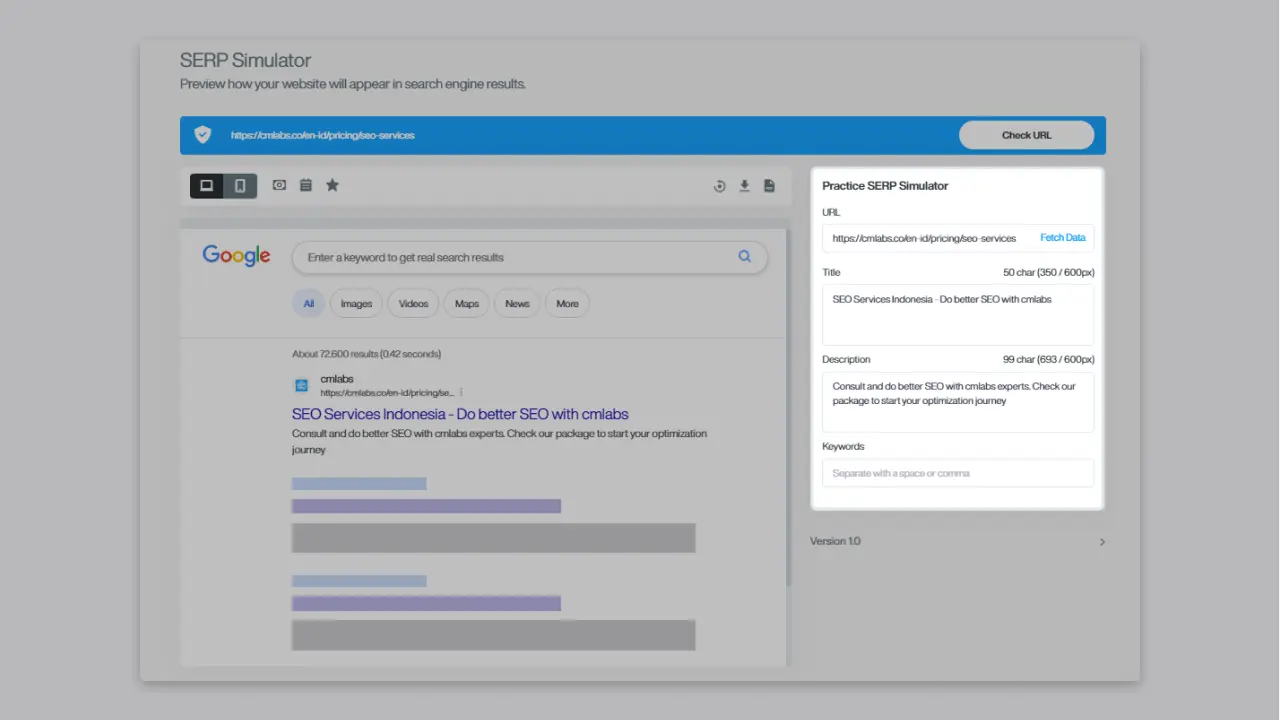 SERP Simulator
Preview how your website will appear in search engine results.
https://cmlabs.co/en-id/pricing/seo-services
Check URL
Google
Enter a keyword to get real search results
All
Images
Videos
Maps
News
More
About 72.600 results (0.42 seconds)
cmlabs
https://cmlabs.co/en-id/pricing/se...
SEO Services Indonesia - Do better SEO with cmlabs
Consult and do better SEO with cmlabs experts. Check our package to start your optimization
journey
Practice SERP Simulator
URL
https://cmlabs.co/en-id/pricing/seo-services
Fetch Data
Title
50 char (350 / 600px)
SEO Services Indonesia - Do better SEO with cmlabs
Description
99 char (693 / 600px)
Consult and do better SEO with cmlabs experts. Check our
package to start your optimization journey
Keywords
Separate with a space or comma
Version 1.0